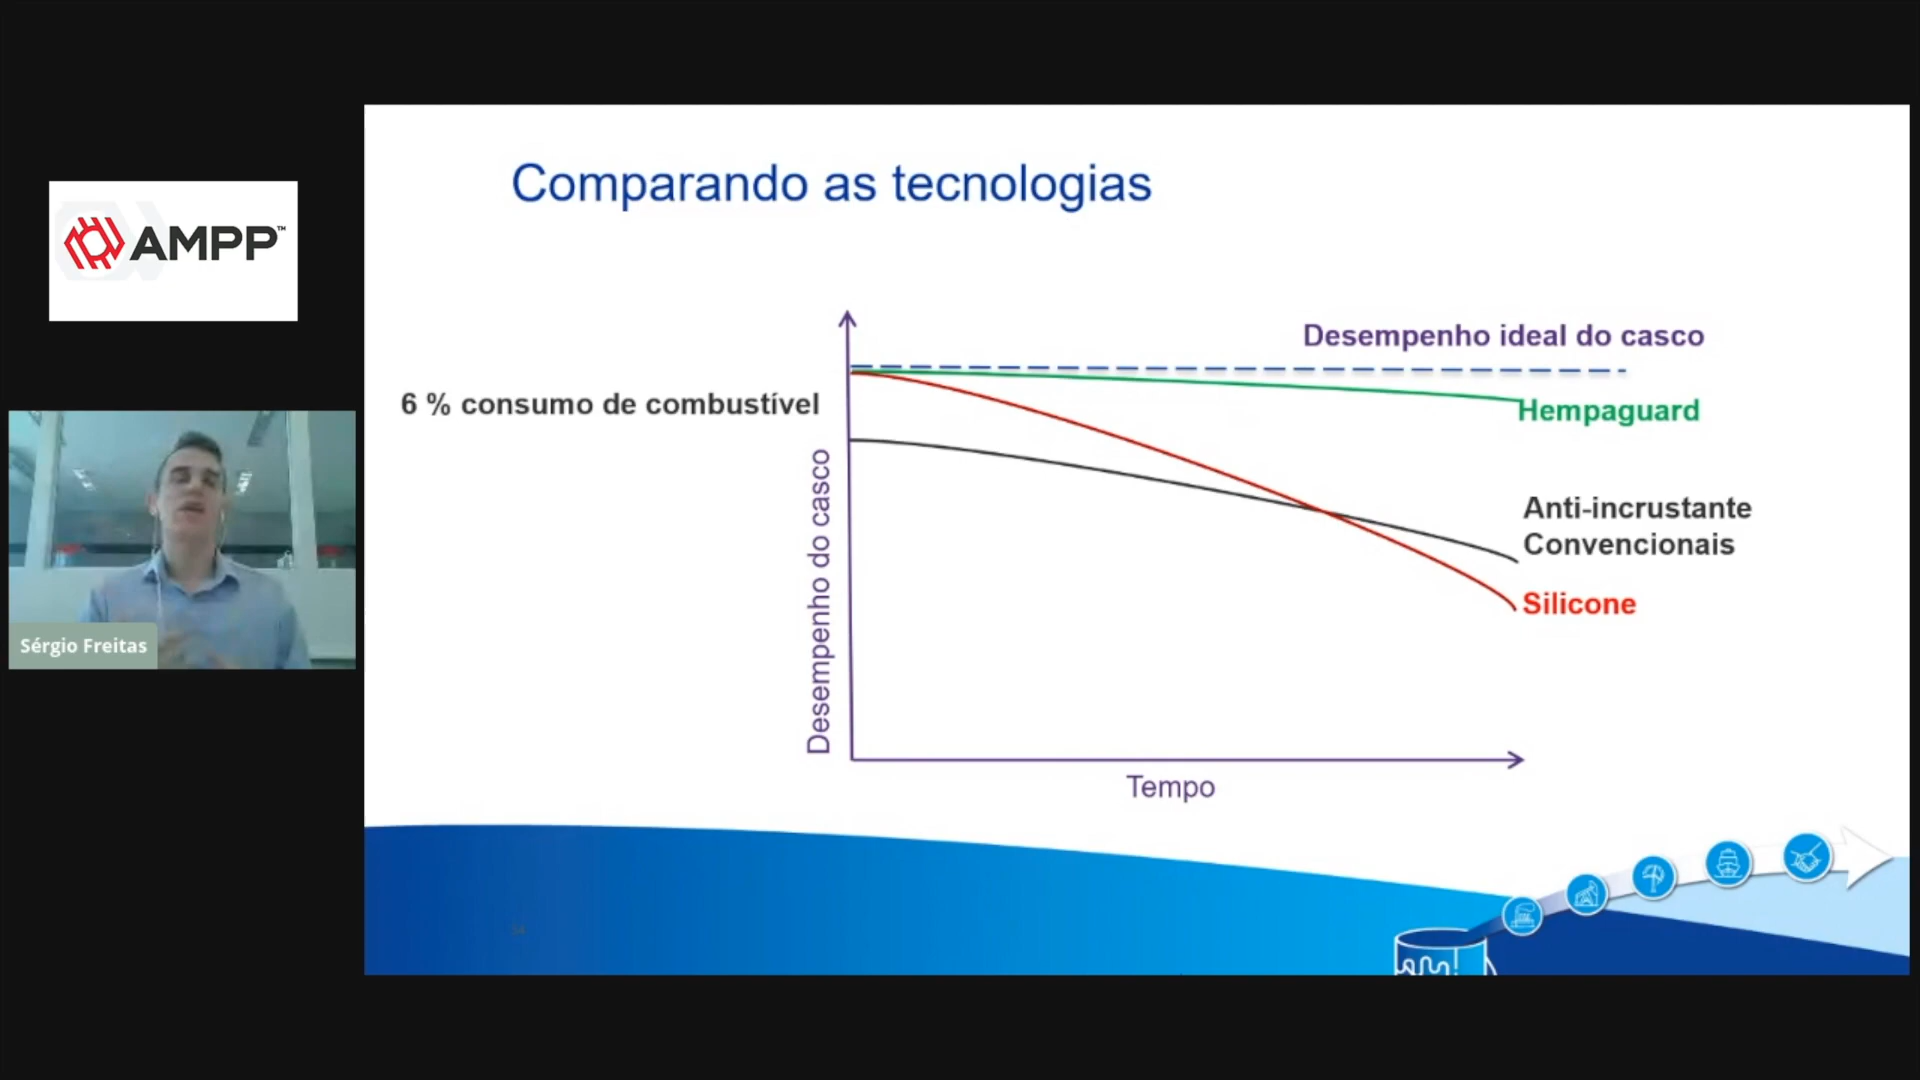 AMPP™
Sérgio Freitas
Comparando as tecnologias
Desempenho ideal do casco
6 % consumo de combustível
Hempaguard
Desempenho do casco
Anti-incrustante
Convencionais
Silicone
Tempo